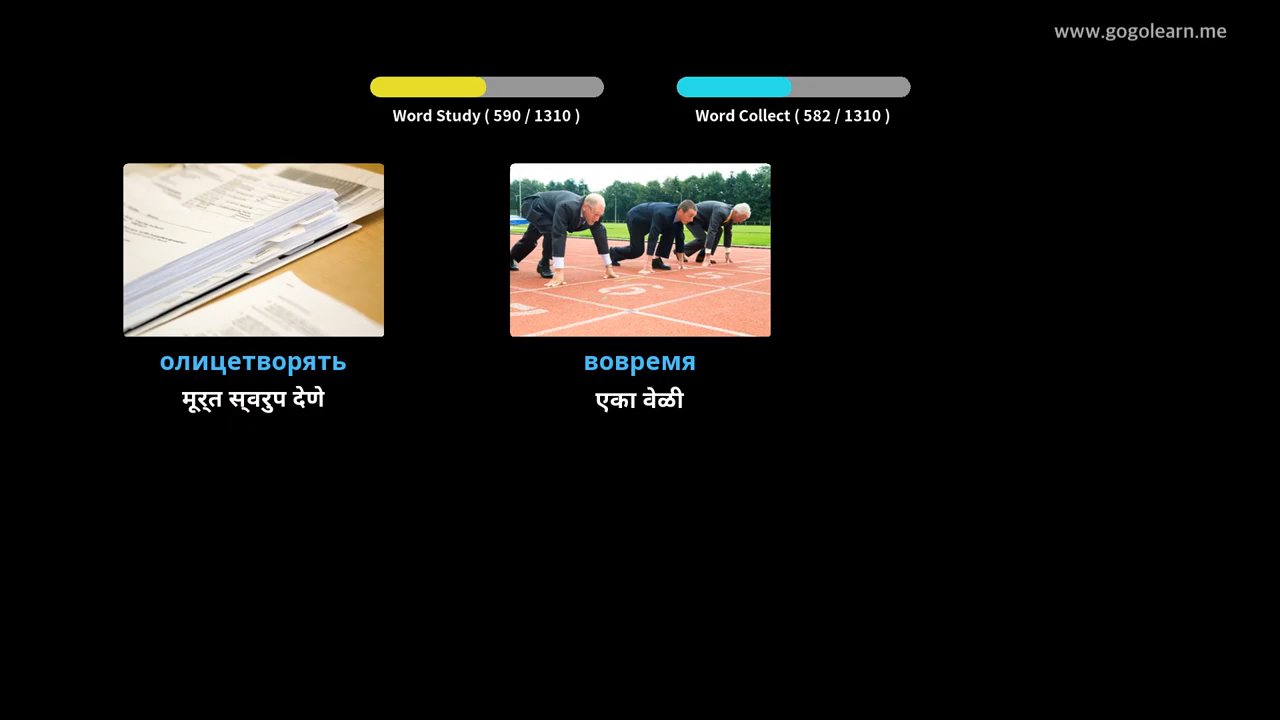 www.gogolearn.me
Word Study ( 590 / 1310 )
Word Collect ( 582 / 1310 )
олицетворять
вовремя
मूर्त स्वरुप देणे
एका वेळी